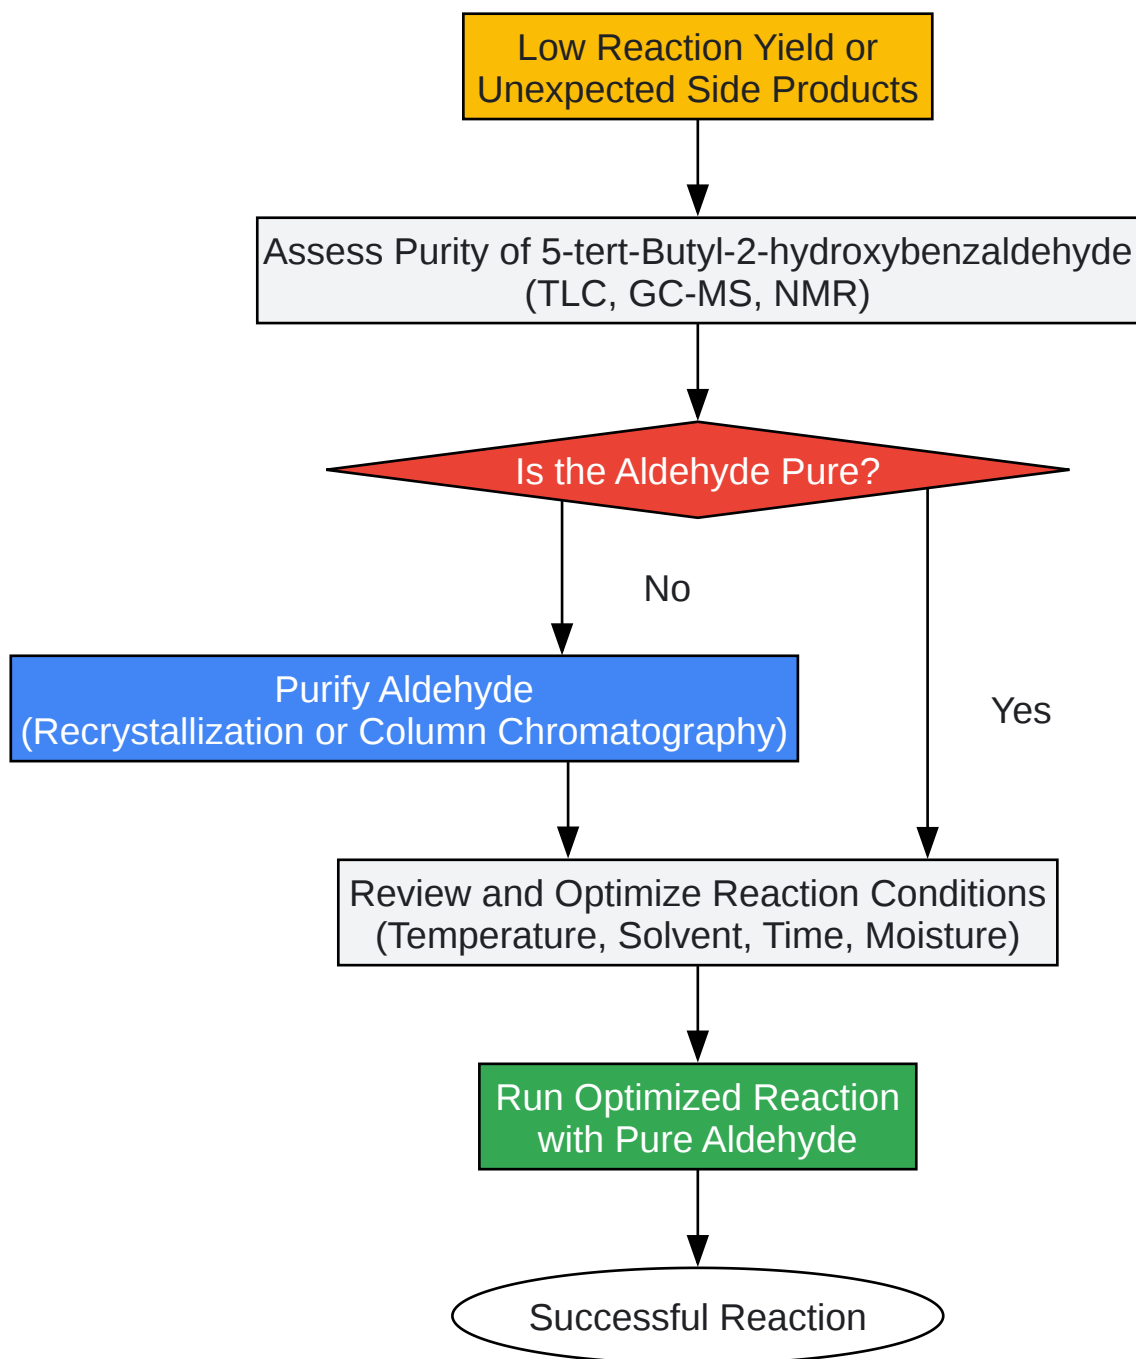 Low Reaction Yield or
Unexpected Side Products
Assess Purity of 5-tert-Butyl-2-hydroxybenzaldehyde
(TLC, GC-MS, NMR)
Is the Aldehyde Pure?
No
Purify Aldehyde
(Recrystallization or Column Chromatography)
Yes
Review and Optimize Reaction Conditions
(Temperature, Solvent, Time, Moisture)
Run Optimized Reaction
with Pure Aldehyde
Successful Reaction